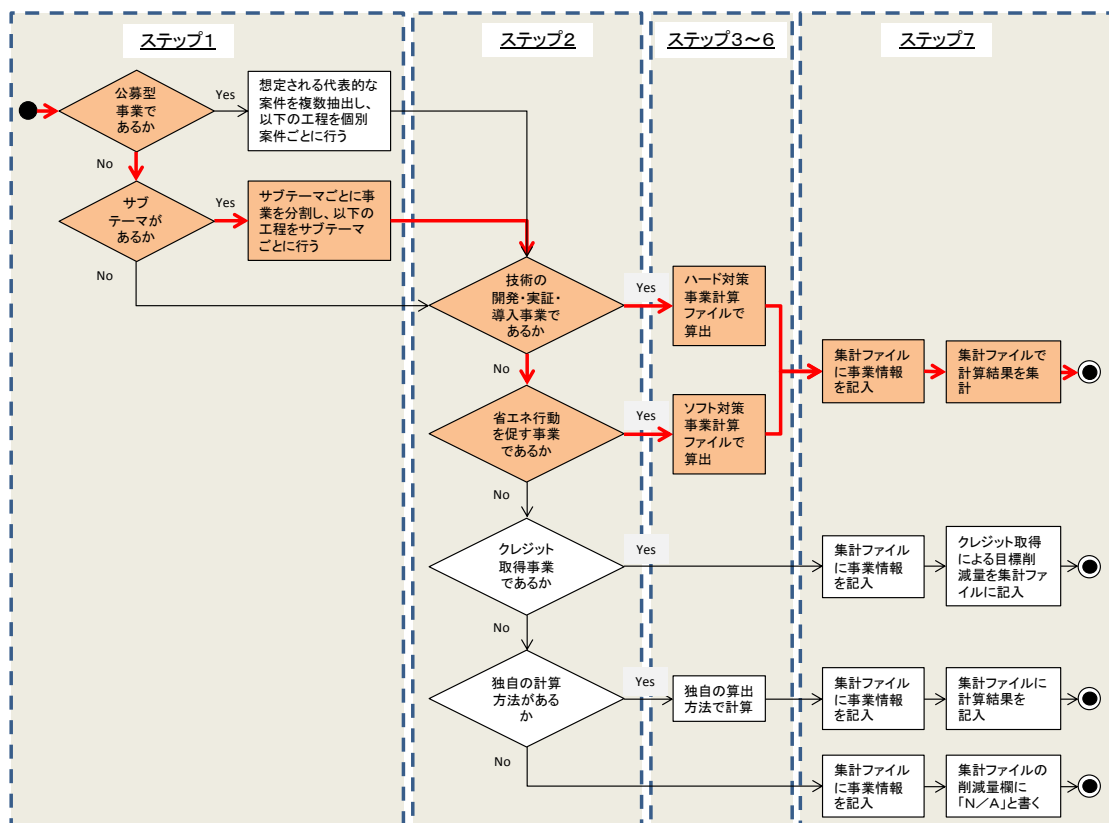 ステップ1
ステップ2
ステップ3～6
ステップ7
公募型
事業で
あるか
Yes
想定される代表的な
案件を複数抽出し、
以下の工程を個別
案件ごとに行う
No
サブ
テーマが
あるか
Yes
サブテーマごとに事
業を分割し、以下の
工程をサブテーマ
ごとに行う
No
技術の
開発・実証・
導入事業で
あるか
Yes
ハード対策
事業計算
ファイルで
算出
No
集計ファイル
に事業情報
を記入
集計ファイルで
計算結果を集
計
省エネ行動
を促す事業
であるか
Yes
ソフト対策
事業計算
ファイルで
算出
No
クレジット
取得事業
であるか
Yes
集計ファイル
に事業情報
を記入
クレジット取得
による目標削
減量を集計ファ
イルに記入
No
独自の計算
方法がある
か
Yes
独自の算出
方法で計算
集計ファイル
に事業情報
を記入
集計ファイルに
計算結果を
記入
No
集計ファイル
に事業情報
を記入
集計ファイルの
削減量欄に
「N／A」と書く